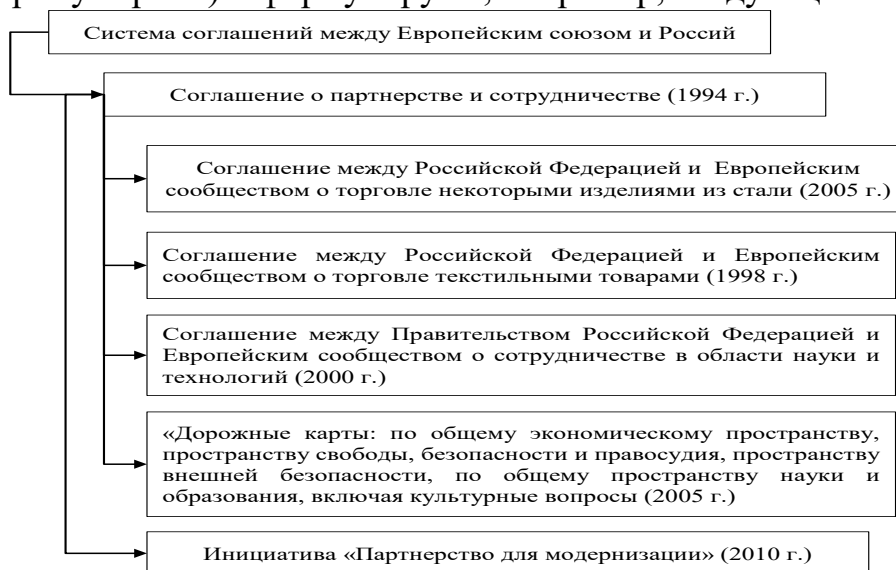 Система соглашений между Европейским союзом и Россий
Соглашение о партнерстве и сотрудничестве (1994 г.)
Соглашение между Российской Федерацией и Европейским
сообществом о торговле некоторыми изделиями из стали (2005 г.)
Соглашение между Российской Федерацией и Европейским
сообществом о торговле текстильными товарами (1998 г.)
Соглашение между Правительством Российской Федерацией и
Европейским сообществом о сотрудничестве в области науки и
технологий (2000 г.)
«Дорожные карты: по общему экономическому пространству,
пространству свободы, безопасности и правосудия, пространству
внешней безопасности, по общему пространству науки и
образования, включая культурные вопросы (2005 г.)
Инициатива «Партнерство для модернизации» (2010 г.)